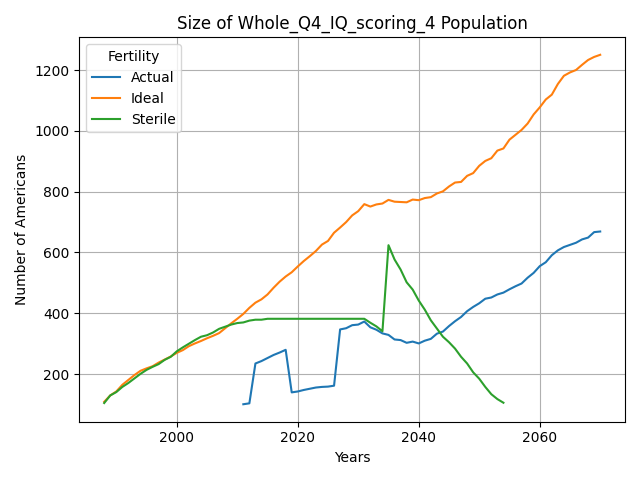 Size of Whole_Q4_IQ_scoring_4 Population
Fertility
Actual
Ideal
Sterile
Number of Americans
1200
1000
800
600
400
200
2000
2020
2040
2060
Years